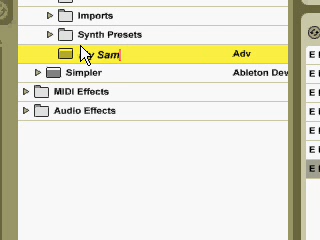 Imports
Synth Presets
Sam Adv
Simpler Ableton Dev
MIDI Effects
Audio Effects
E
E
E
E
E
E
E